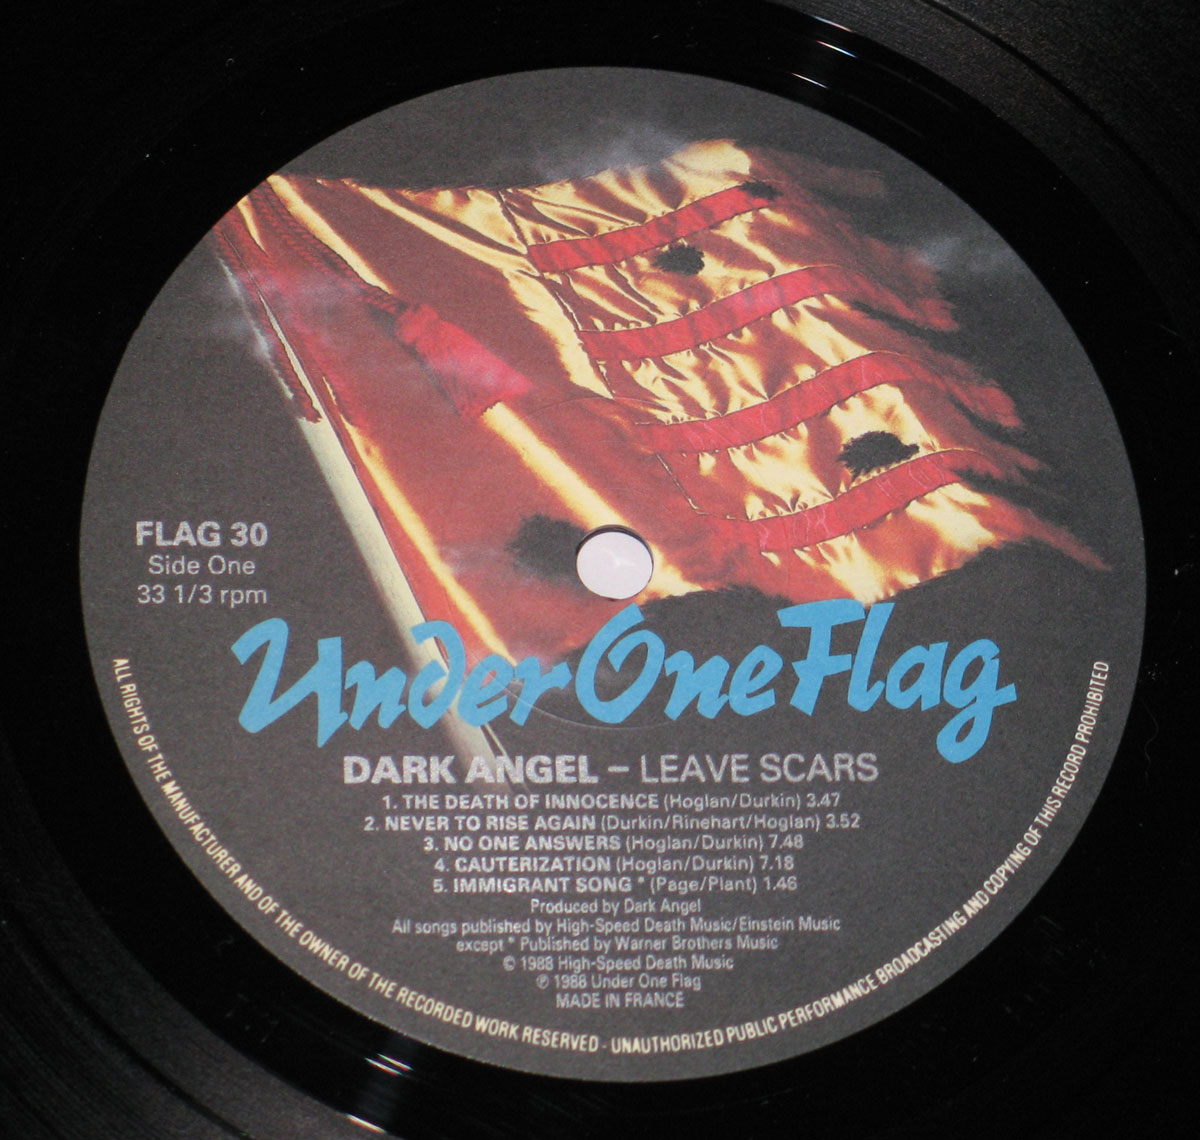 FLAG 30
Side One
33 1/3 rpm
Under One Flag
DARK ANGEL – LEAVE SCARS
1. THE DEATH OF INNOCENCE (Hoglan/Durkin) 3.47
2. NEVER TO RISE AGAIN (Durkin/Rinehart/Hoglan) 3.52
3. NO ONE ANSWERS (Hoglan/Durkin) 7.48
4. CAUTERIZATION (Hoglan/Durkin) 7.18
5. IMMIGRANT SONG * (Page/Plant) 1.46
Produced by Dark Angel
All songs published by High-Speed Death Music/Einstein Music
except * Published by Warner Brothers Music
© 1988 High-Speed Death Music
℗ 1988 Under One Flag
MADE IN FRANCE
ALL RIGHTS OF THE MANUFACTURER AND OF THE OWNER OF THE RECORDED WORK RESERVED - UNAUTHORIZED PUBLIC PERFORMANCE BROADCASTING AND COPYING OF THIS RECORD PROHIBITED